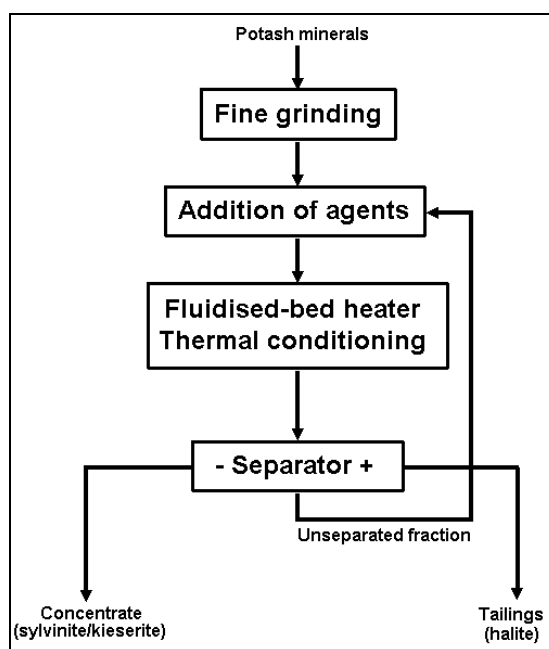 Potash minerals
Fine grinding
Addition of agents
Fluidised-bed heater
Thermal conditioning
- Separator +
Unseparated fraction
Concentrate
(sylvinite/kieserite)
Tailings
(halite)